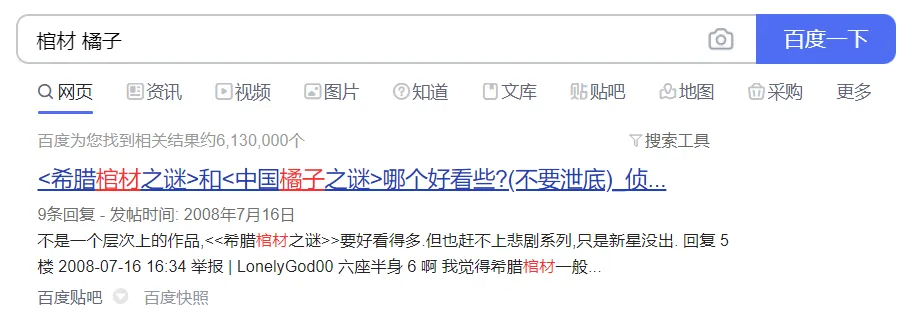 棺材 橘子 百度一下
网页 资讯 视频 图片 知道 文库 贴吧 地图 采购 更多
百度为您找到相关结果约6,130,000个 搜索工具
<希腊棺材之谜>和<中国橘子之谜>哪个好看些?(不要泄底)_侦...
9条回复 - 发帖时间: 2008年7月16日
不是一个层次上的作品,<<希腊棺材之谜>>要好看得多.但也赶不上悲剧系列,只是新星没出. 回复 5
楼 2008-07-16 16:34 举报 | LonelyGod00 六座半身 6 啊 我觉得希腊棺材一般...
百度贴吧 百度快照